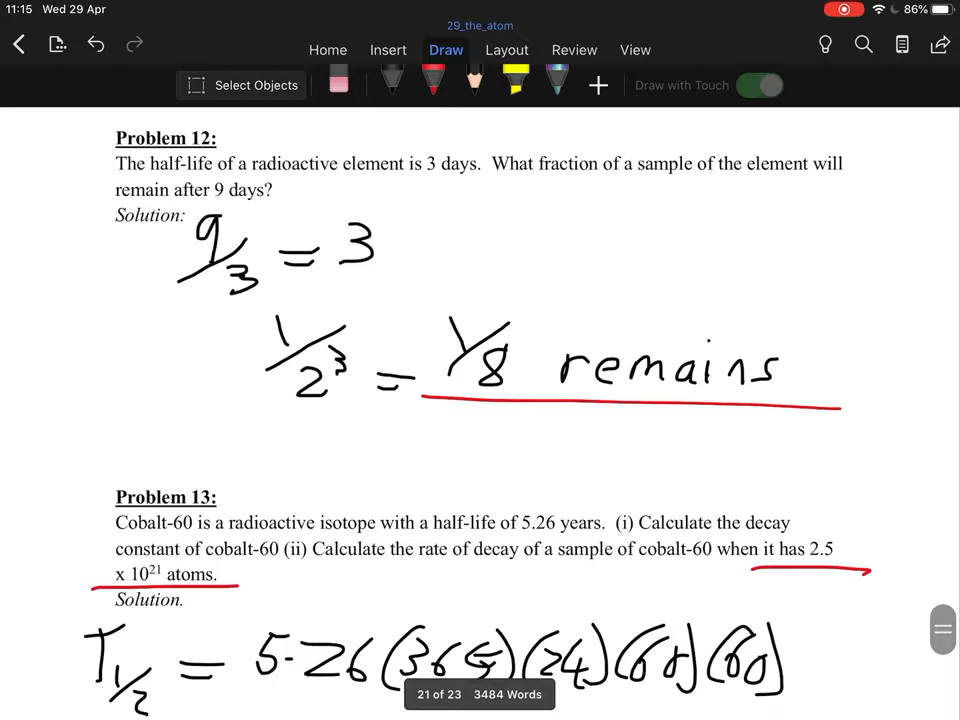 11:15 Wed 29 Apr 86%
29_the_atom
Home Insert Draw Layout Review View
Select Objects Draw with Touch
Problem 12:
The half-life of a radioactive element is 3 days. What fraction of a sample of the element will
remain after 9 days?
Solution:
9/3 = 3
1/2³ = 1/8 remains
Problem 13:
Cobalt-60 is a radioactive isotope with a half-life of 5.26 years. (i) Calculate the decay
constant of cobalt-60 (ii) Calculate the rate of decay of a sample of cobalt-60 when it has 2.5
x 10²¹ atoms.
Solution.
T1/2 = 5.26(365)(24)(60)(60)
21 of 23 3484 Words